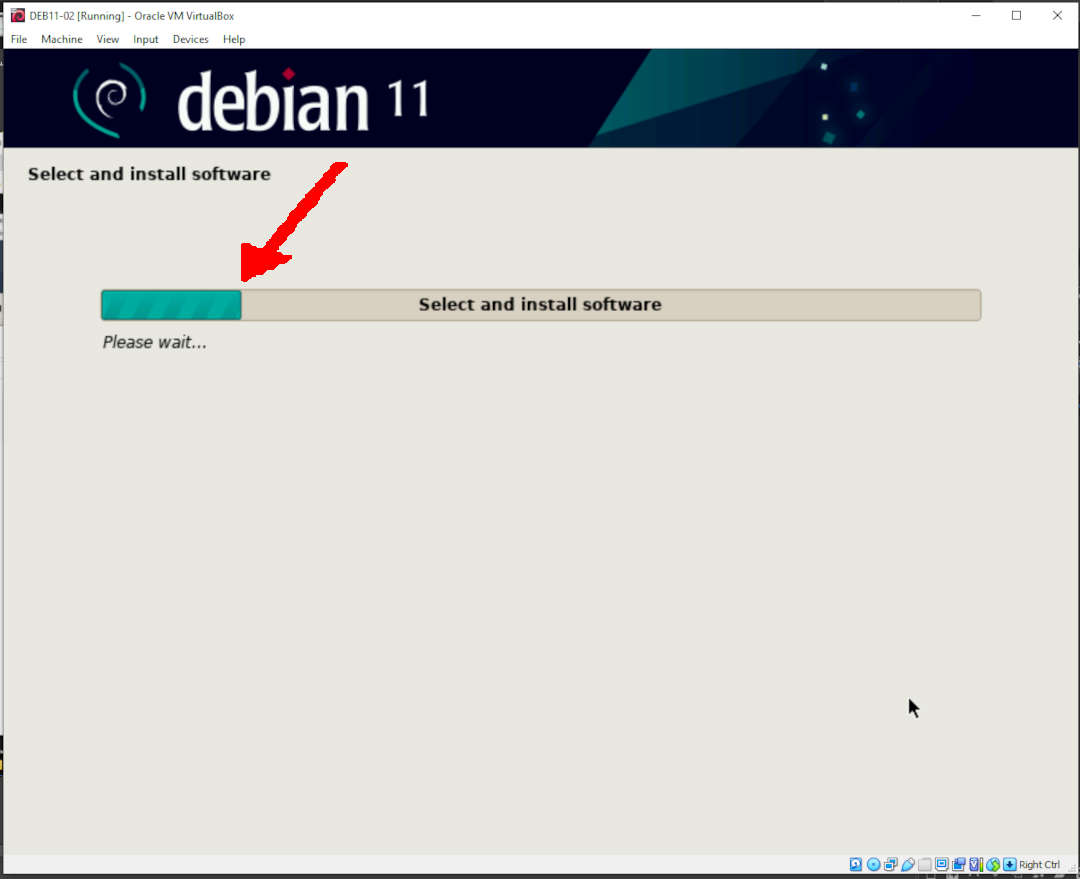 DEB11-02 [Running] - Oracle VM VirtualBox
File Machine View Input Devices Help
debian 11
Select and install software
Select and install software
Please wait...
Right Ctrl